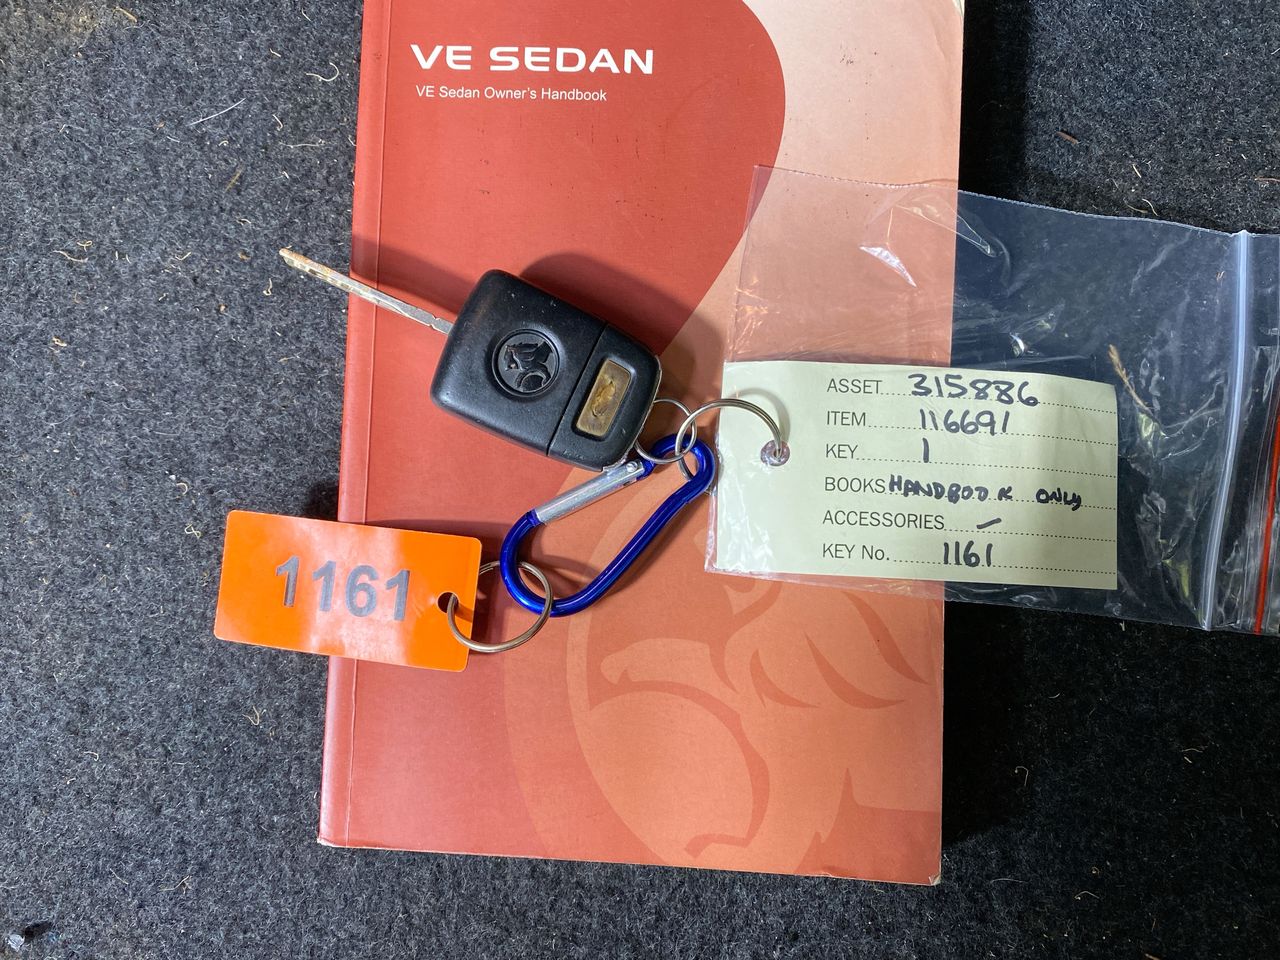 VE SEDAN
VE Sedan Owner's Handbook
ASSET 315886
ITEM 116691
KEY 1
BOOKS HANDBOOK ONLY
ACCESSORIES –
KEY No. 1161
1161